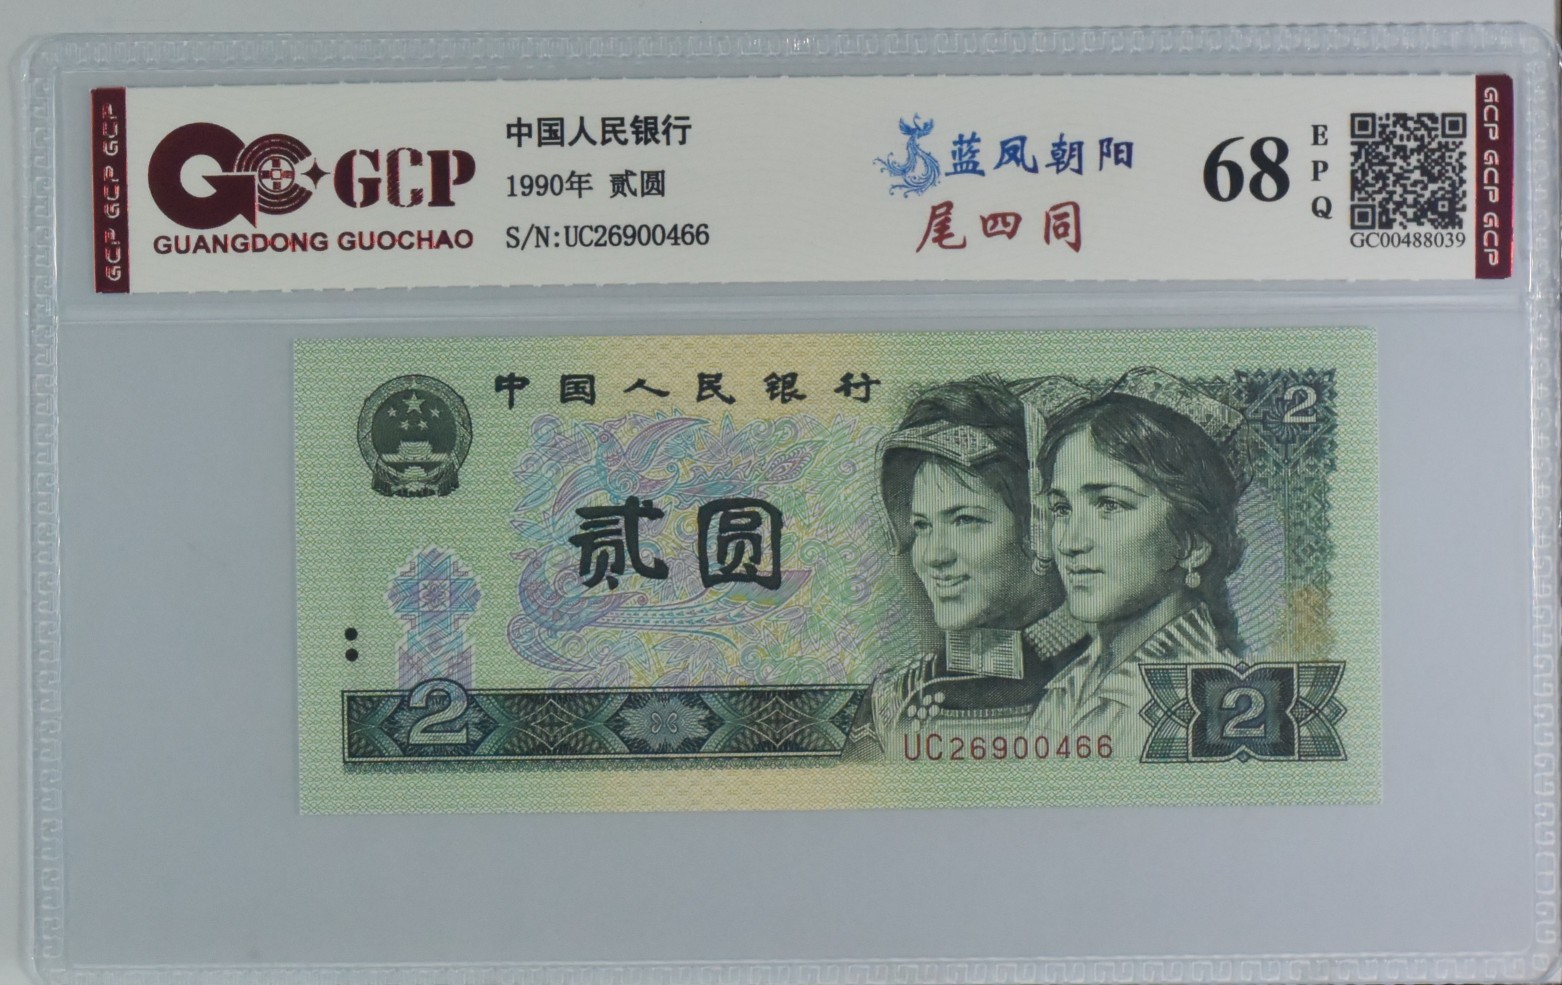 GCP GCP GCP
GCP
GUANGDONG GUOCHAO
中国人民银行
1990年 贰圆
S/N:UC26900466
蓝凤朝阳
尾四同
68
EPQ
GC00488039
GCP GCP GCP
中国人民银行
2
贰圆
2
UC26900466
2